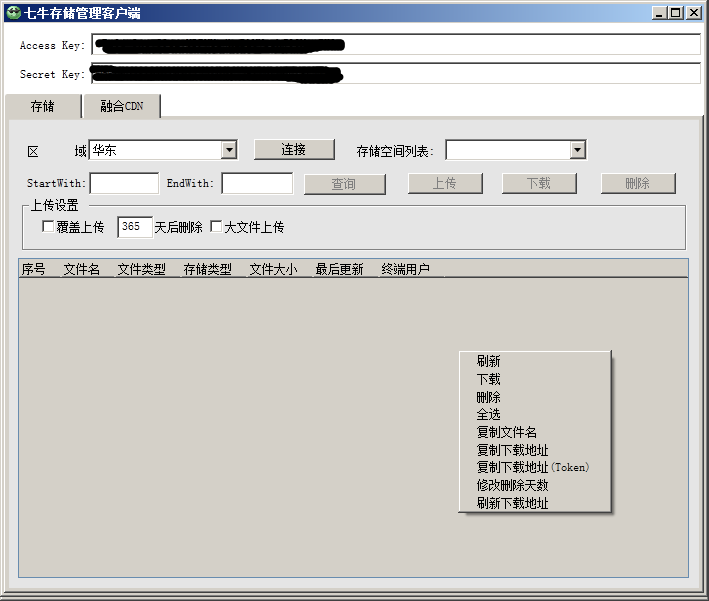 七牛存储管理客户端
Access Key:
Secret Key:
存储 融合CDN
区 域 华东 连接 存储空间列表:
StartWith: EndWith: 查询 上传 下载 删除
上传设置
覆盖上传 365 天后删除 大文件上传
序号 文件名 文件类型 存储类型 文件大小 最后更新 终端用户
刷新
下载
删除
全选
复制文件名
复制下载地址
复制下载地址(Token)
修改删除天数
刷新下载地址